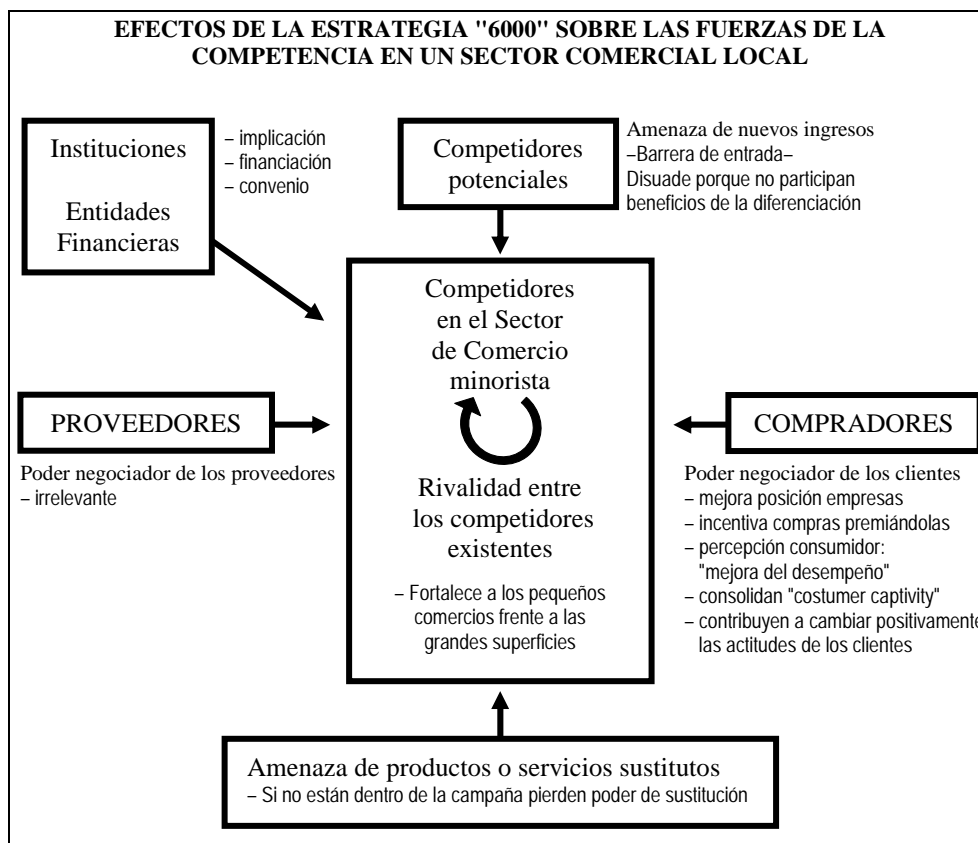 EFECTOS DE LA ESTRATEGIA "6000" SOBRE LAS FUERZAS DE LA
COMPETENCIA EN UN SECTOR COMERCIAL LOCAL
Instituciones
Entidades
Financieras
– implicación
– financiación
– convenio
Competidores
potenciales
Amenaza de nuevos ingresos
–Barrera de entrada–
Disuade porque no participan
beneficios de la diferenciación
Competidores
en el Sector
de Comercio
minorista
Rivalidad entre
los competidores
existentes
– Fortalece a los pequeños
comercios frente a las
grandes superficies
PROVEEDORES
Poder negociador de los proveedores
– irrelevante
COMPRADORES
Poder negociador de los clientes
– mejora posición empresas
– incentiva compras premiándolas
– percepción consumidor:
"mejora del desempeño"
– consolidan "costumer captivity"
– contribuyen a cambiar positivamente
las actitudes de los clientes
Amenaza de productos o servicios sustitutos
– Si no están dentro de la campaña pierden poder de sustitución